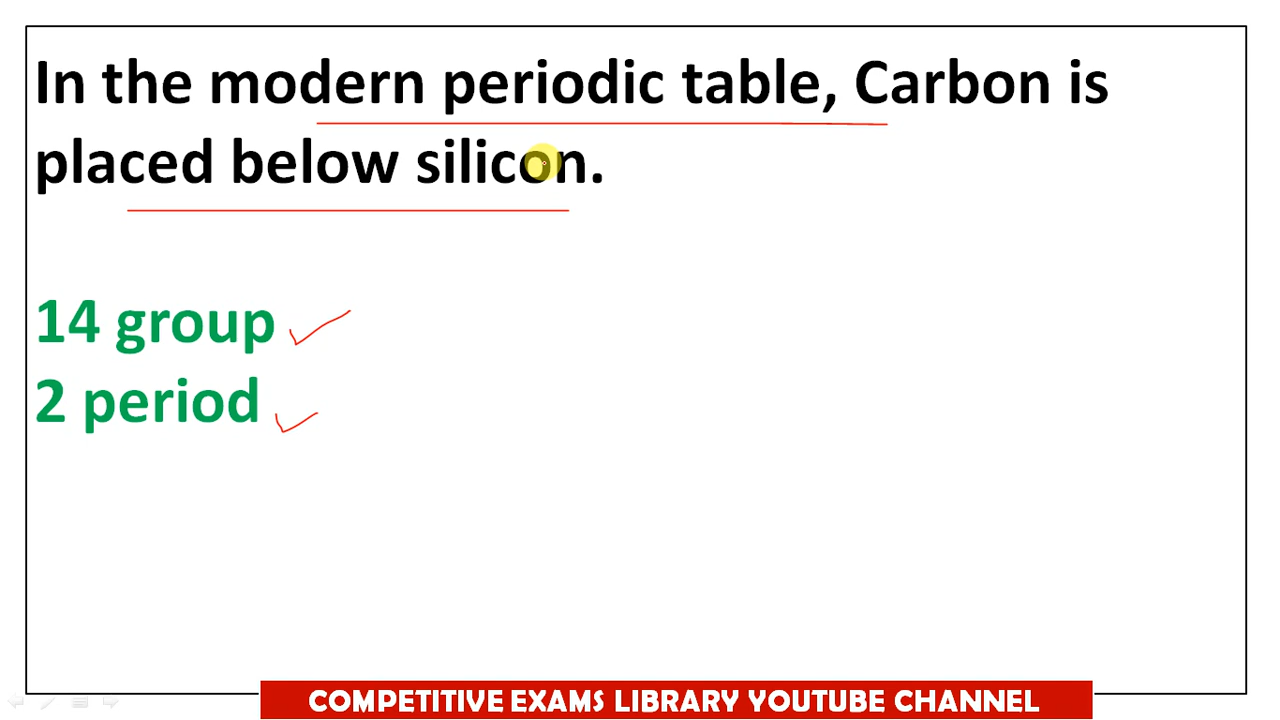 In the modern periodic table, Carbon is
placed below silicon.
14 group
2 period
COMPETITIVE EXAMS LIBRARY YOUTUBE CHANNEL